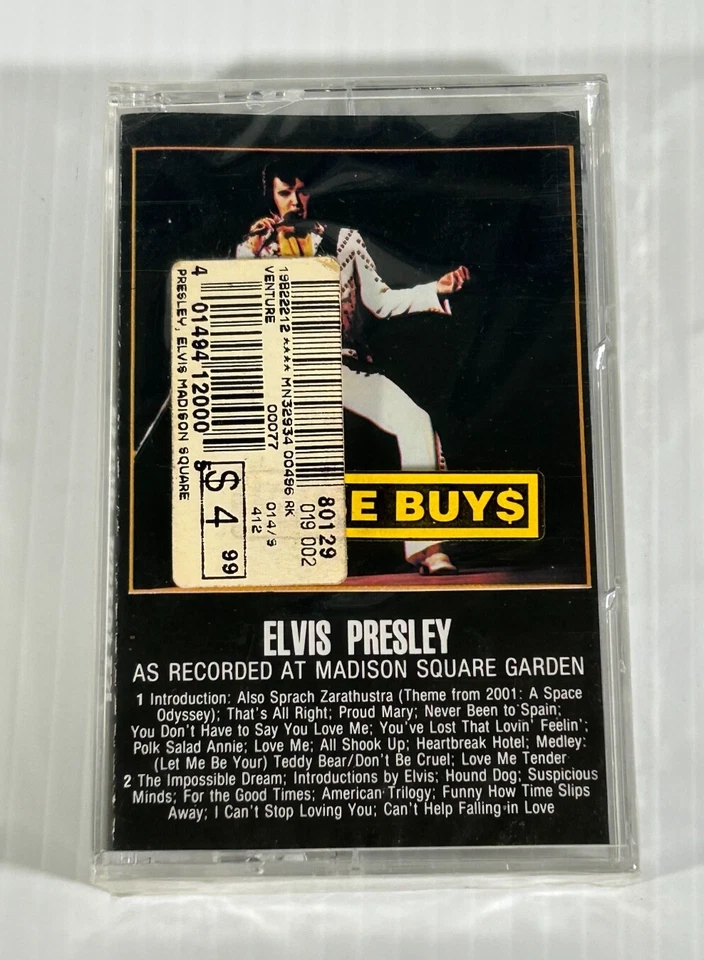 19B22212 **** MN32934 00496 RK
VENTURE 00077 014/9
412
80129
019 002
4 01494 12000 5
PRESLEY, ELVIS MADISON SQUARE
$ 4 99
E BUY$
ELVIS PRESLEY
AS RECORDED AT MADISON SQUARE GARDEN
1 Introduction: Also Sprach Zarathustra (Theme from 2001: A Space
Odyssey); That's All Right; Proud Mary; Never Been to Spain;
You Don't Have to Say You Love Me; You've Lost That Lovin' Feelin';
Polk Salad Annie; Love Me; All Shook Up; Heartbreak Hotel; Medley:
(Let Me Be Your) Teddy Bear/Don't Be Cruel; Love Me Tender
2 The Impossible Dream; Introductions by Elvis; Hound Dog; Suspicious
Minds; For the Good Times; American Trilogy; Funny How Time Slips
Away; I Can't Stop Loving You; Can't Help Falling in Love